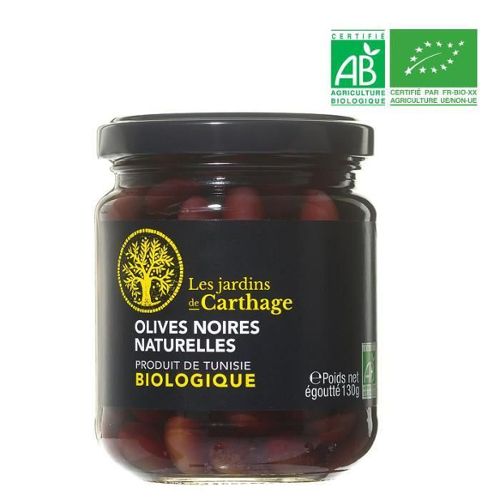 CERTIFIÉ
AB
AGRICULTURE
BIOLOGIQUE
CERTIFIÉ PAR FR-BIO-XX
AGRICULTURE UE/NON-UE
Les jardins
de Carthage
OLIVES NOIRES
NATURELLES
PRODUIT DE TUNISIE
BIOLOGIQUE
℮Poids net
égoutté 130g
AB